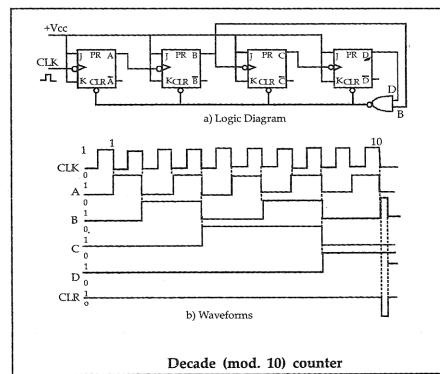 +Vcc
J PR A J PR B J PR C J PR D
CLK
K CLR A̅ K CLR B̅ K CLR C̅ K CLR D̅
D
B
a) Logic Diagram
1 1 10
CLK
0
1
A
0
1
B
0
1
C
0
1
D
0
1
CLR
0
b) Waveforms
Decade (mod. 10) counter